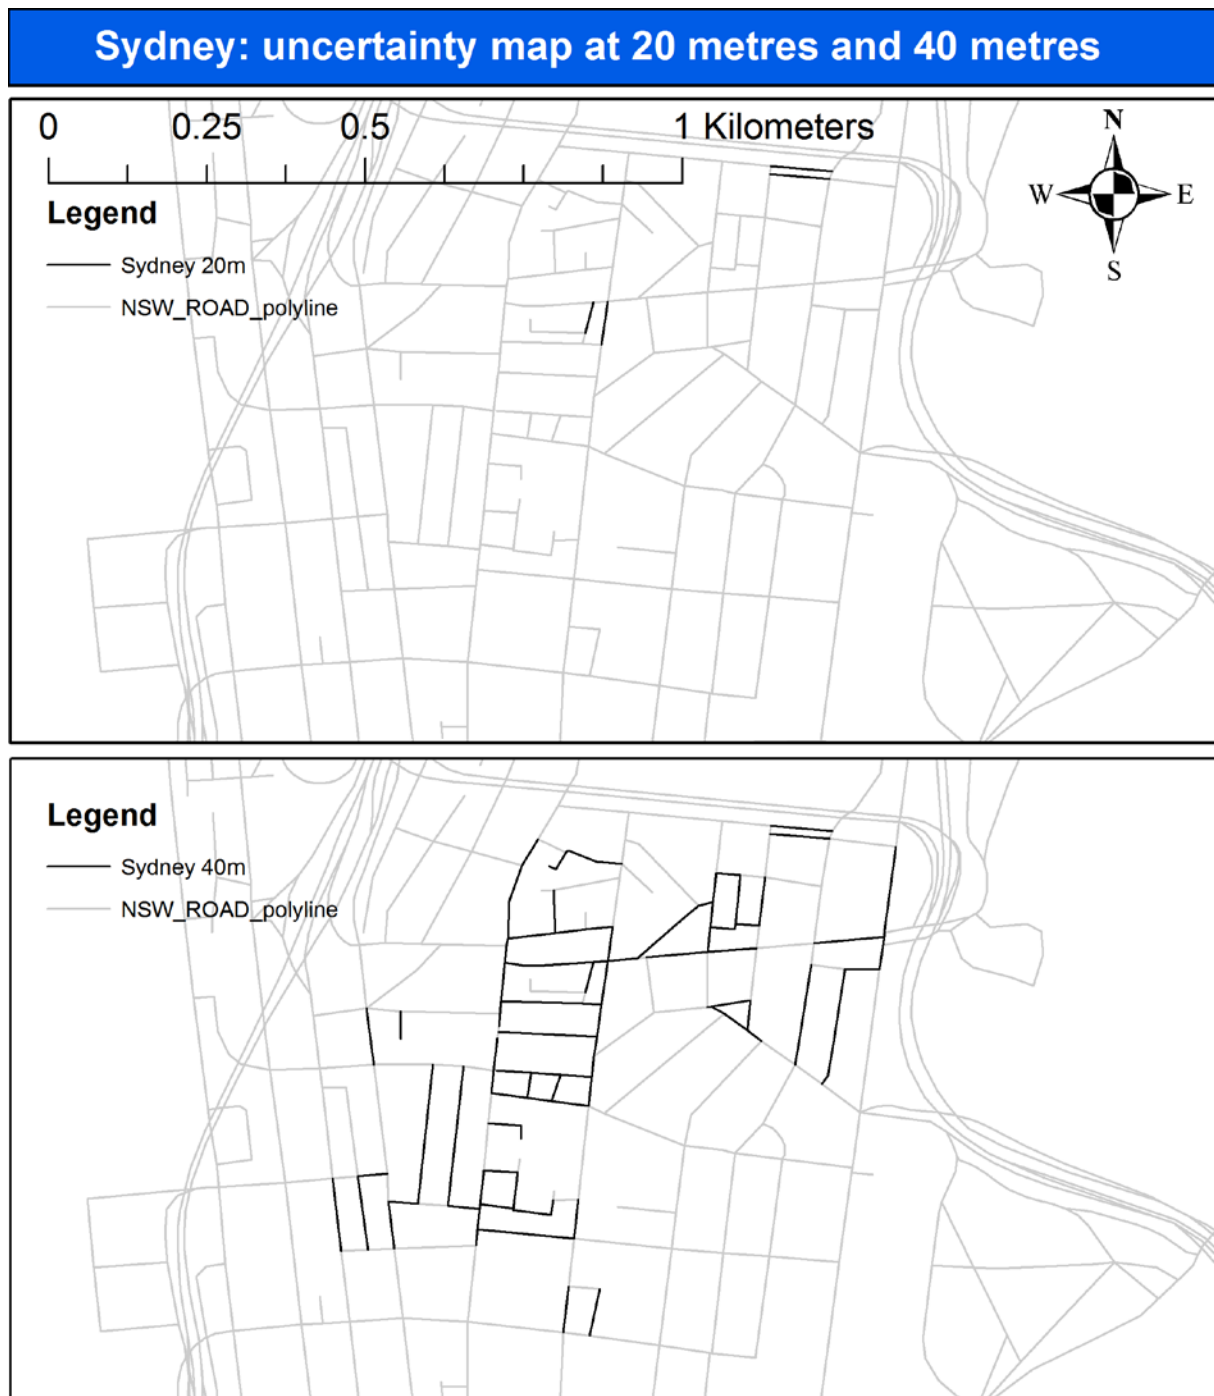 Sydney: uncertainty map at 20 metres and 40 metres
0 0.25 0.5 1 Kilometers
N
W E
S
Legend
Sydney 20m
NSW_ROAD_polyline
Legend
Sydney 40m
NSW_ROAD_polyline